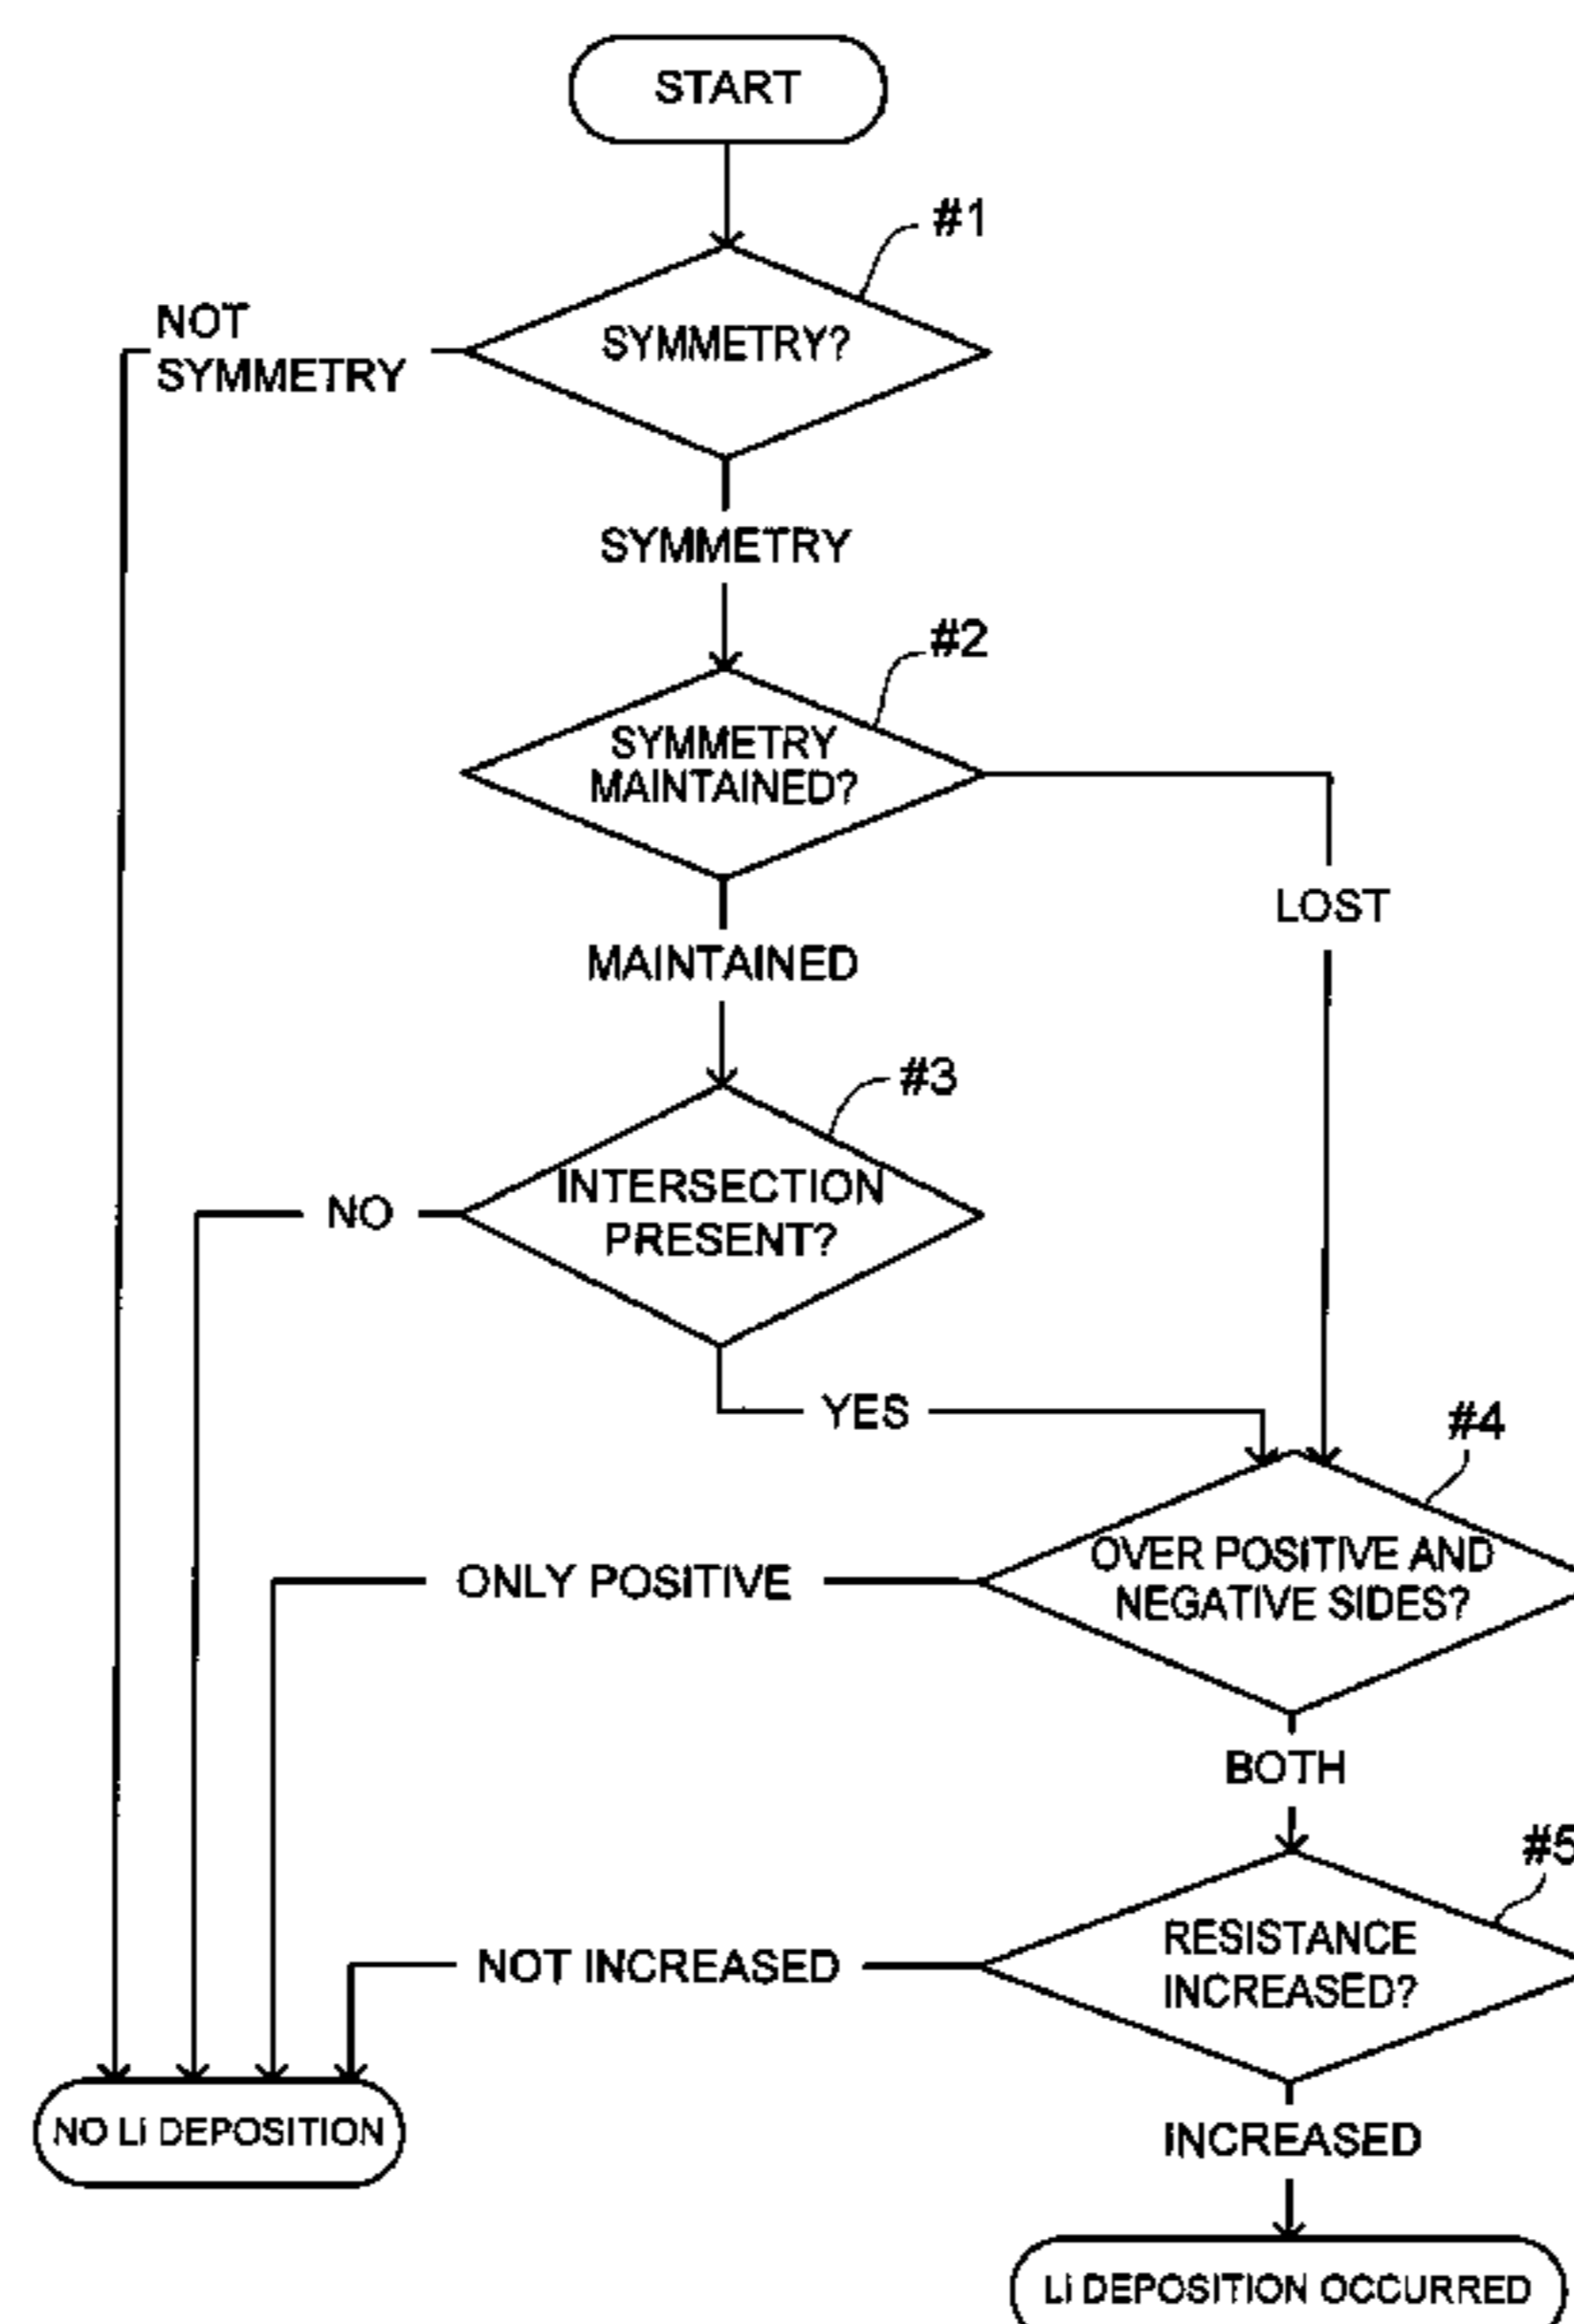 START
#1
SYMMETRY?
NOT
SYMMETRY
SYMMETRY
#2
SYMMETRY
MAINTAINED?
LOST
MAINTAINED
#3
INTERSECTION
PRESENT?
NO
YES
#4
OVER POSITIVE AND
NEGATIVE SIDES?
ONLY POSITIVE
BOTH
#5
RESISTANCE
INCREASED?
NOT INCREASED
NO Li DEPOSITION
INCREASED
Li DEPOSITION OCCURRED